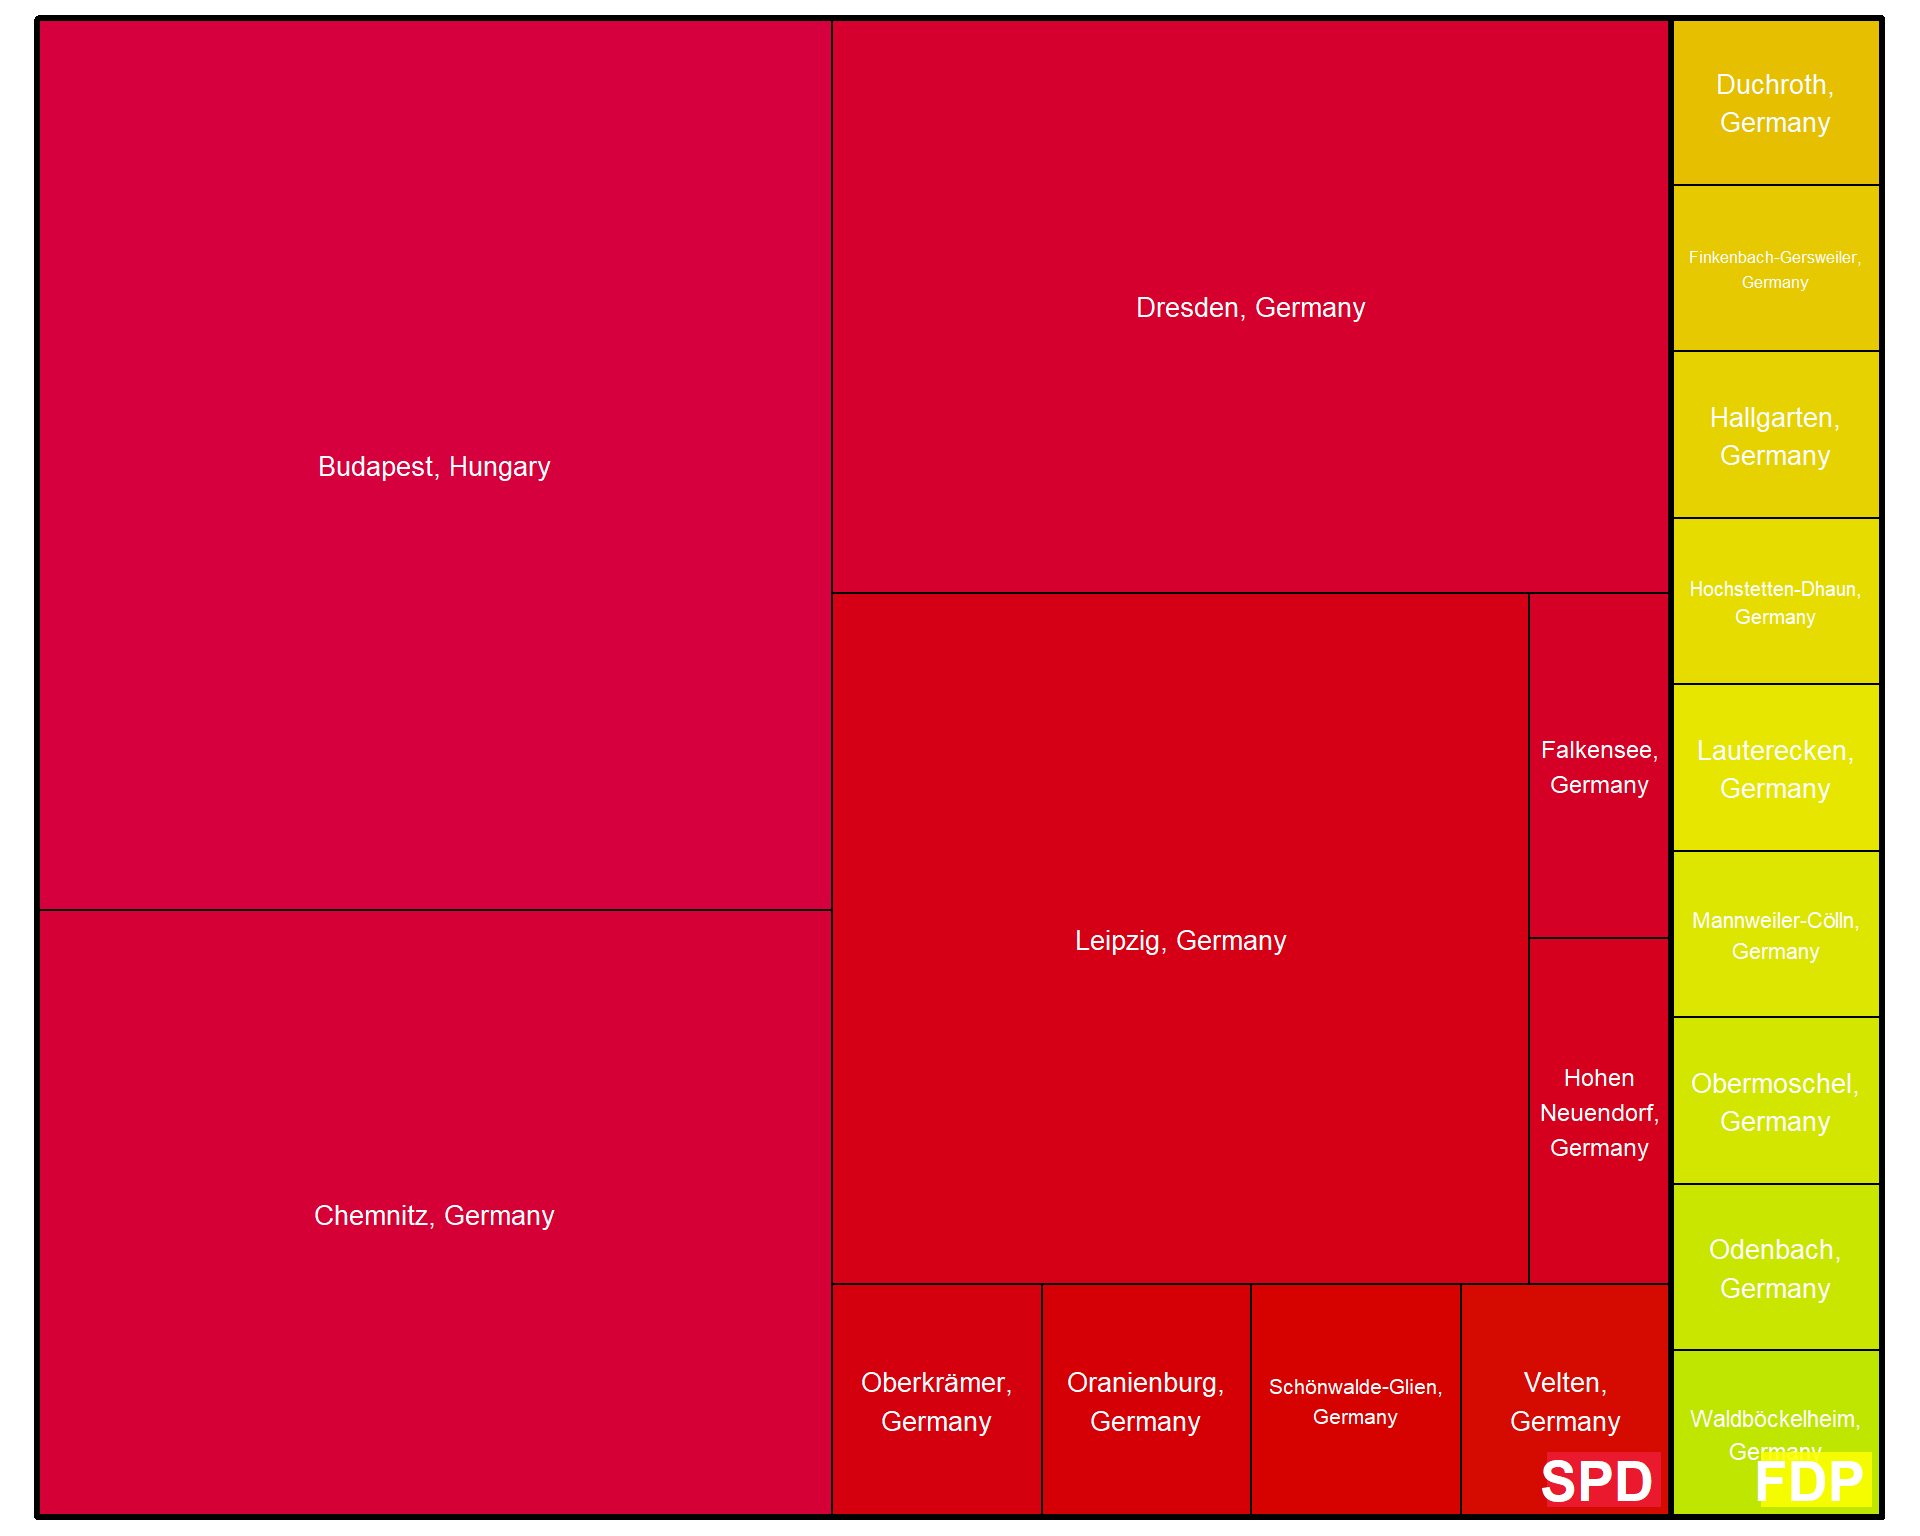 Budapest, Hungary
Chemnitz, Germany
Dresden, Germany
Leipzig, Germany
Falkensee,
Germany
Hohen
Neuendorf,
Germany
Oberkrämer,
Germany
Oranienburg,
Germany
Schönwalde-Glien,
Germany
Velten,
Germany
SPD
Duchroth,
Germany
Finkenbach-Gersweiler,
Germany
Hallgarten,
Germany
Hochstetten-Dhaun,
Germany
Lauterecken,
Germany
Mannweiler-Cölln,
Germany
Obermoschel,
Germany
Odenbach,
Germany
Waldböckelheim,
Germany
FDP